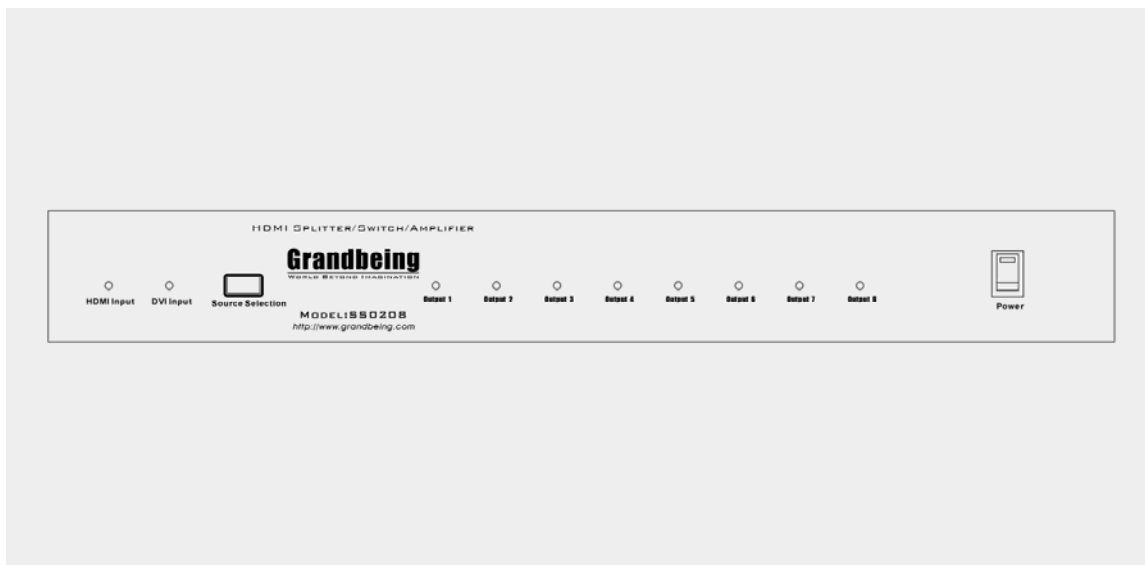 HDMI SPLITTER/SWITCH/AMPLIFIER
Grandbeing
WORLD BEYOND IMAGINATION
HDMI Input DVI Input Source Selection Output 1 Output 2 Output 3 Output 4 Output 5 Output 6 Output 7 Output 8 Power
MODEL:SS0208
http://www.grandbeing.com